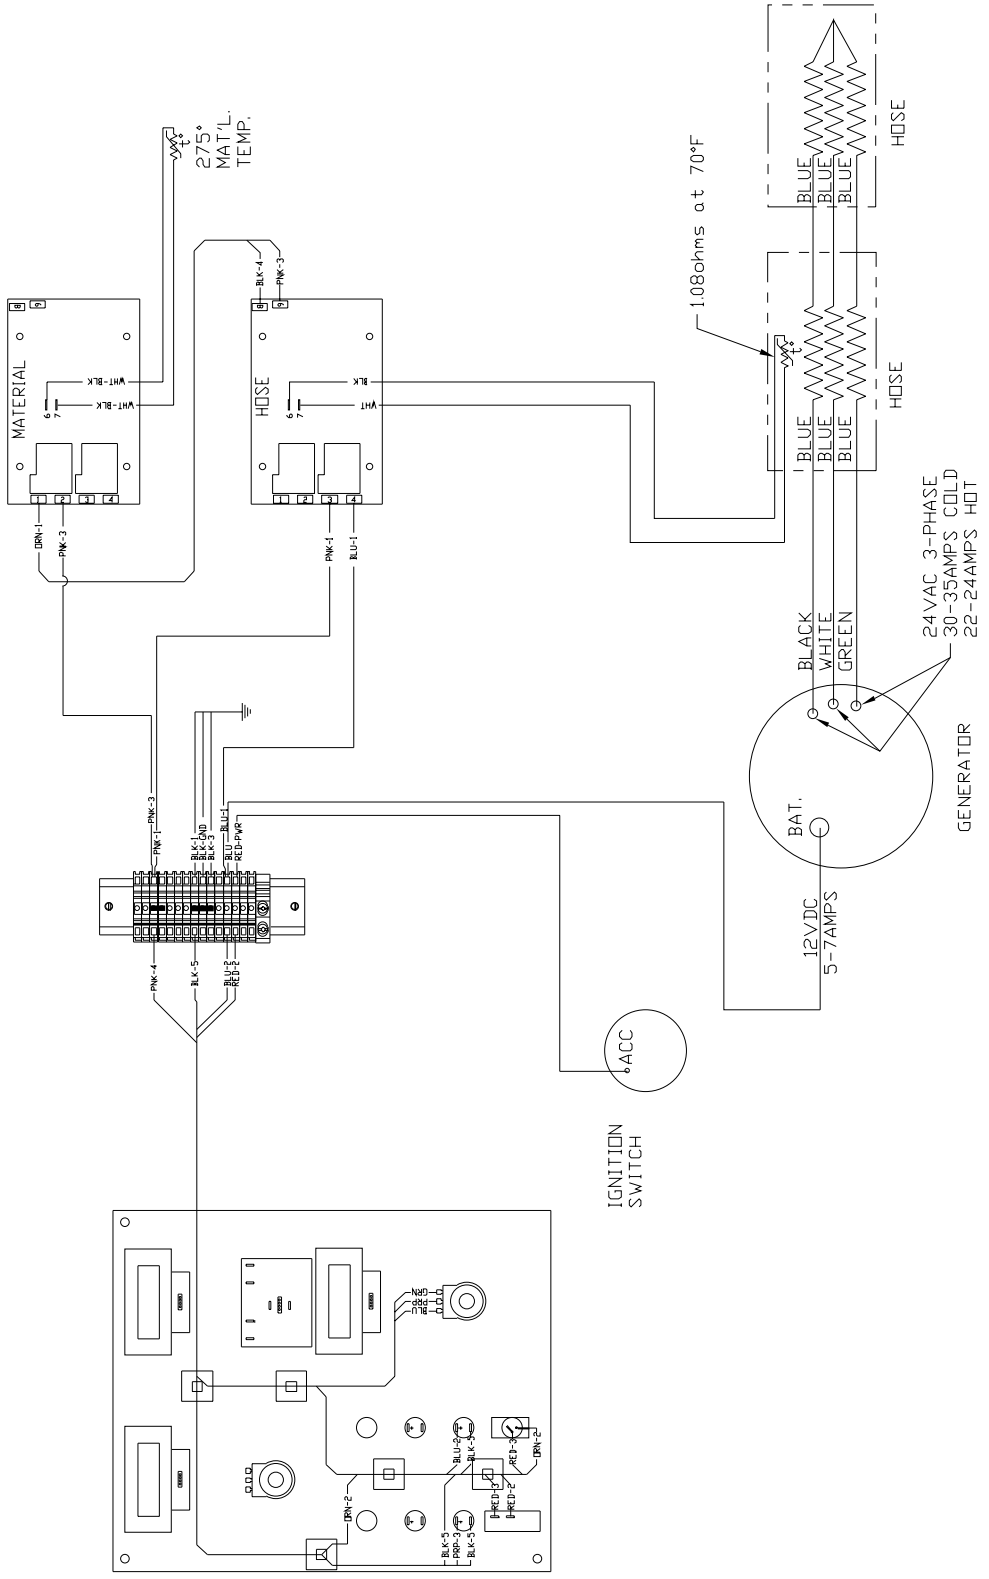 8
9
MATERIAL
6
7
WHT-BLK
WHT-BLK
1
2
3
4
t°
275°
MAT'L.
TEMP.
ORN-1
PNK-3
BLK-4
PNK-3
8
9
HOSE
6
7
BLK
WHT
1
2
3
4
PNK-1
BLU-1
1.08ohms at 70°F
t°
BLUE
BLUE
BLUE
HOSE
BLUE
BLUE
BLUE
HOSE
BLACK
WHITE
GREEN
24VAC 3-PHASE
30-35AMPS COLD
22-24AMPS HOT
GENERATOR
BAT.
12VDC
5-7AMPS
PNK-3
PNK-1
BLK-1
BLK-GND
BLK-3
BLU-1
BLU
RED-PWR
PNK-4
BLK-5
BLU-2
RED-2
ACC
IGNITION
SWITCH
GRN
PRP
BLU
BLU-2
BLK-5
RED-3
ORN-2
ORN-2
RED-3
RED-2
BLK-5
PRP-3
BLK-5